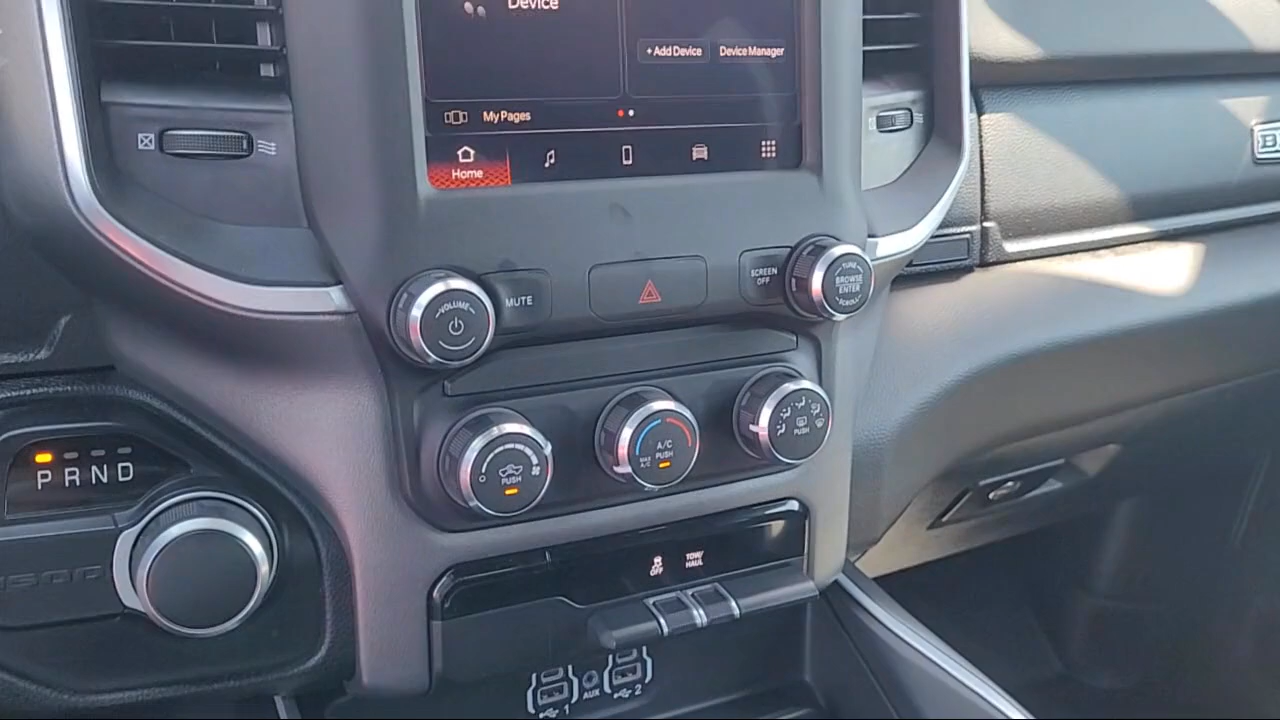 Device
+ Add Device
Device Manager
My Pages
Home
VOLUME
MUTE
SCREEN
OFF
TUNE
BROWSE
ENTER
SCROLL
PUSH
A/C
PUSH
MAX
A/C
PUSH
P R N D
OFF
TOW/
HAUL
1
AUX
2